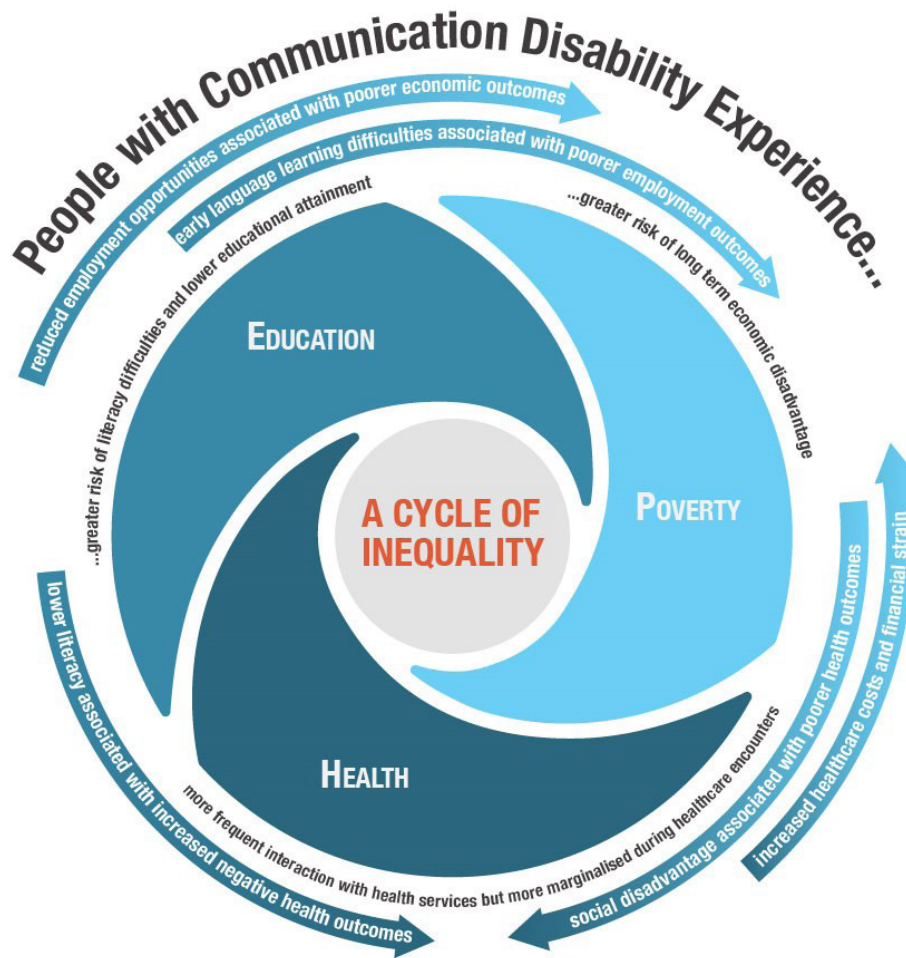 People with Communication Disability Experience...
reduced employment opportunities associated with poorer economic outcomes
early language learning difficulties associated with poorer employment outcomes
...greater risk of literacy difficulties and lower educational attainment
...greater risk of long term economic disadvantage
EDUCATION
POVERTY
A CYCLE OF
INEQUALITY
HEALTH
lower literacy associated with increased negative health outcomes
more frequent interaction with health services but more marginalised during healthcare encounters
social disadvantage associated with poorer health outcomes
increased healthcare costs and financial strain